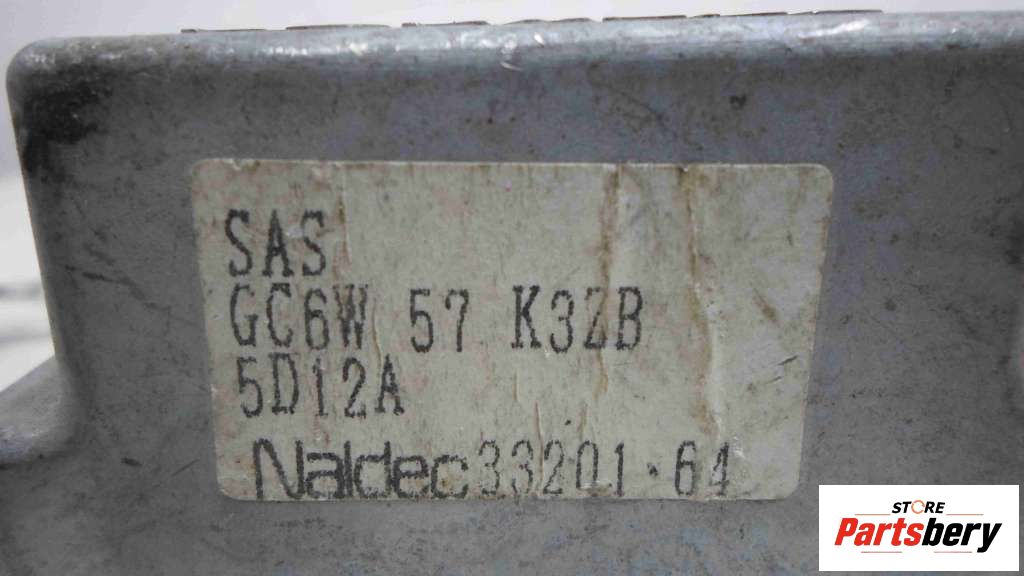 SAS
GC6W 57 K3ZB
5D12A
Naldec 33201・64
STORE
Partsbery